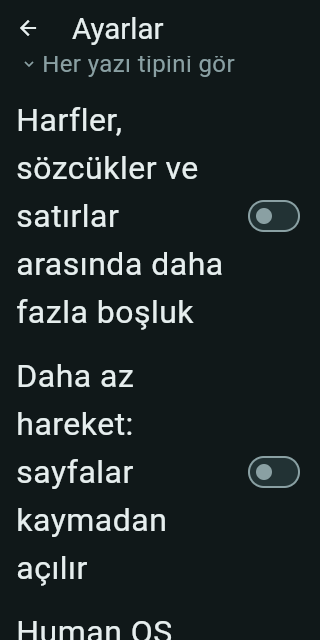 Ayarlar
Her yazı tipini gör
Harfler,
sözcükler ve
satırlar
arasında daha
fazla boşluk
Daha az
hareket:
sayfalar
kaymadan
açılır
Human OS